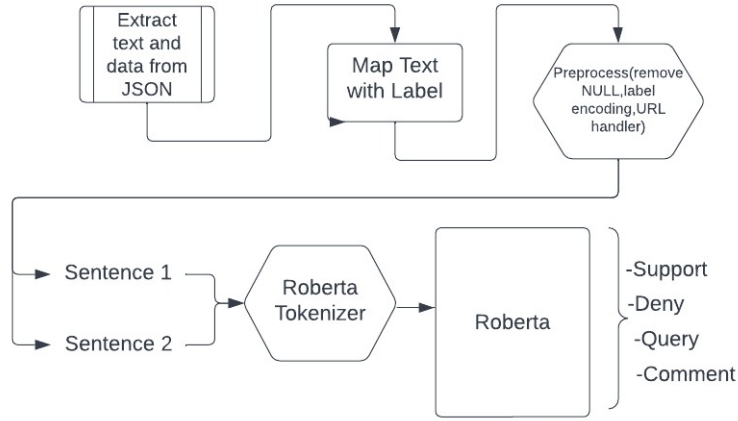 Extract
text and
data from
JSON
Map Text
with Label
Preprocess(remove
NULL,label
encoding,URL
handler)
Sentence 1
Sentence 2
Roberta
Tokenizer
Roberta
-Support
-Deny
-Query
-Comment